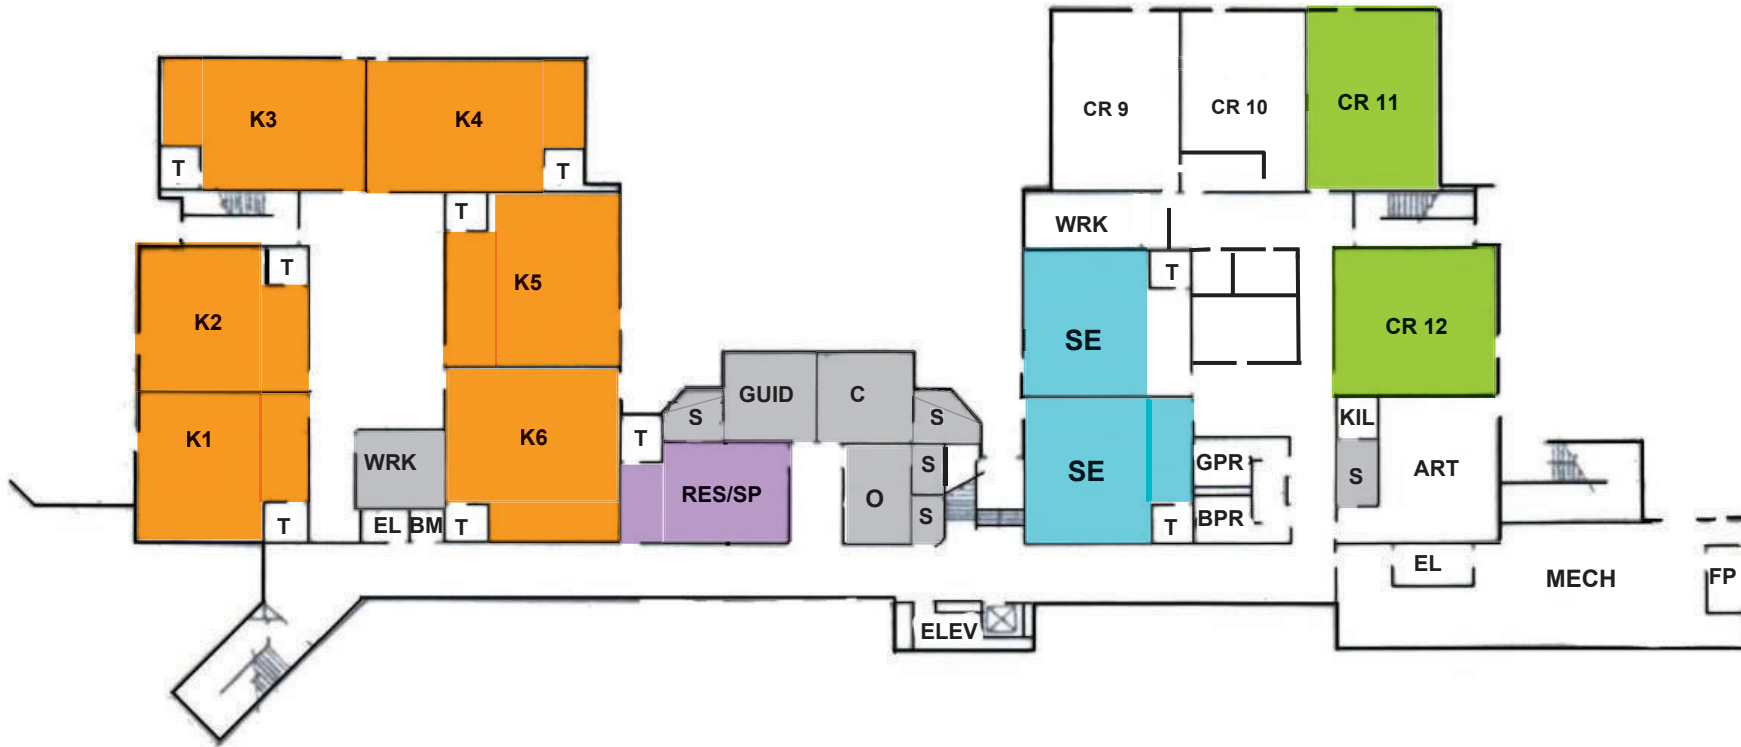 K3
K4
T
T
T
K2
T
K5
K1
T
WRK
EL
BM
T
K6
T
S
GUID
C
S
RES/SP
O
S
S
ELEV
CR 9
CR 10
CR 11
WRK
T
SE
CR 12
SE
T
GPR
BPR
KIL
S
ART
EL
MECH
FP